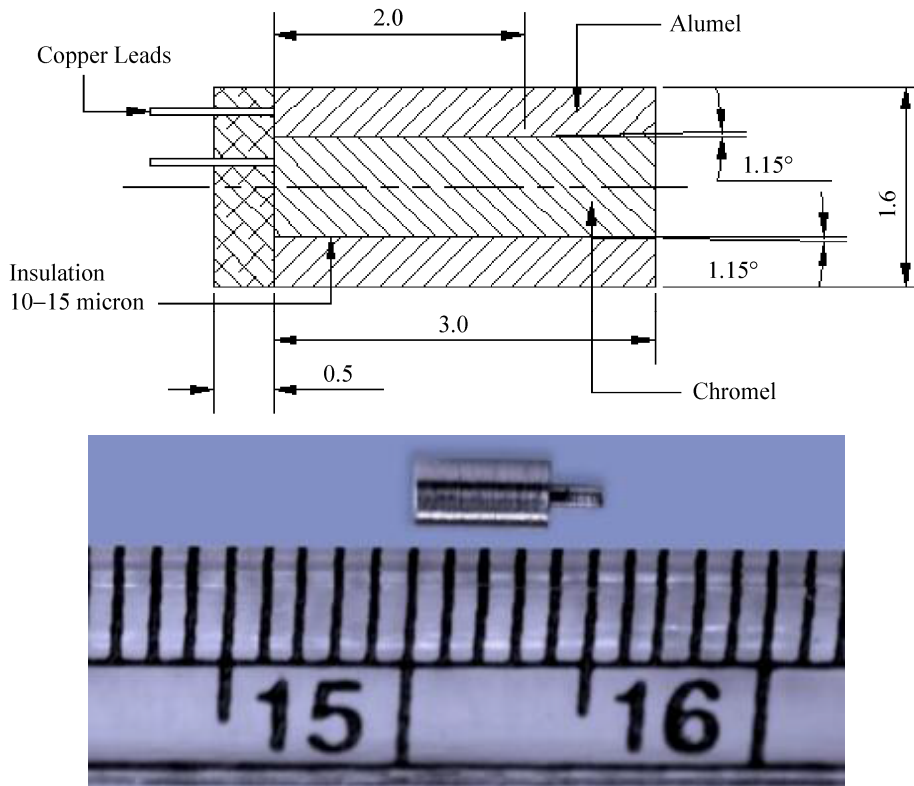 2.0
Alumel
Copper Leads
1.15°
1.6
Insulation
10–15 micron
1.15°
3.0
0.5
Chromel
15
16